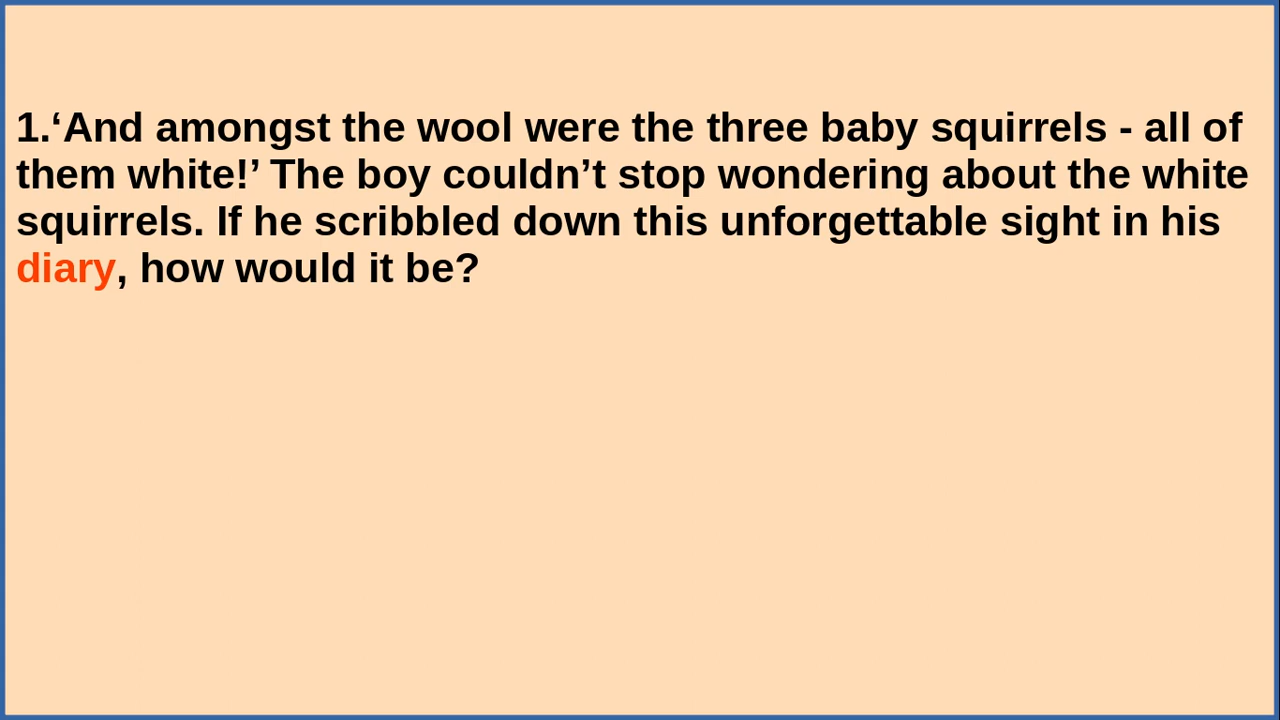 1.‘And amongst the wool were the three baby squirrels - all of
them white!’ The boy couldn’t stop wondering about the white
squirrels. If he scribbled down this unforgettable sight in his
diary, how would it be?